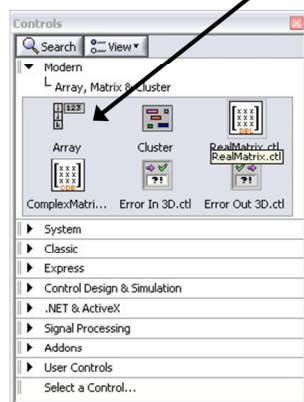 Controls
Search View
Modern
Array, Matrix & Cluster
Array Cluster RealMatrix.ctl
RealMatrix.ctl
ComplexMatri... Error In 3D.ctl Error Out 3D.ctl
System
Classic
Express
Control Design & Simulation
.NET & ActiveX
Signal Processing
Addons
User Controls
Select a Control...